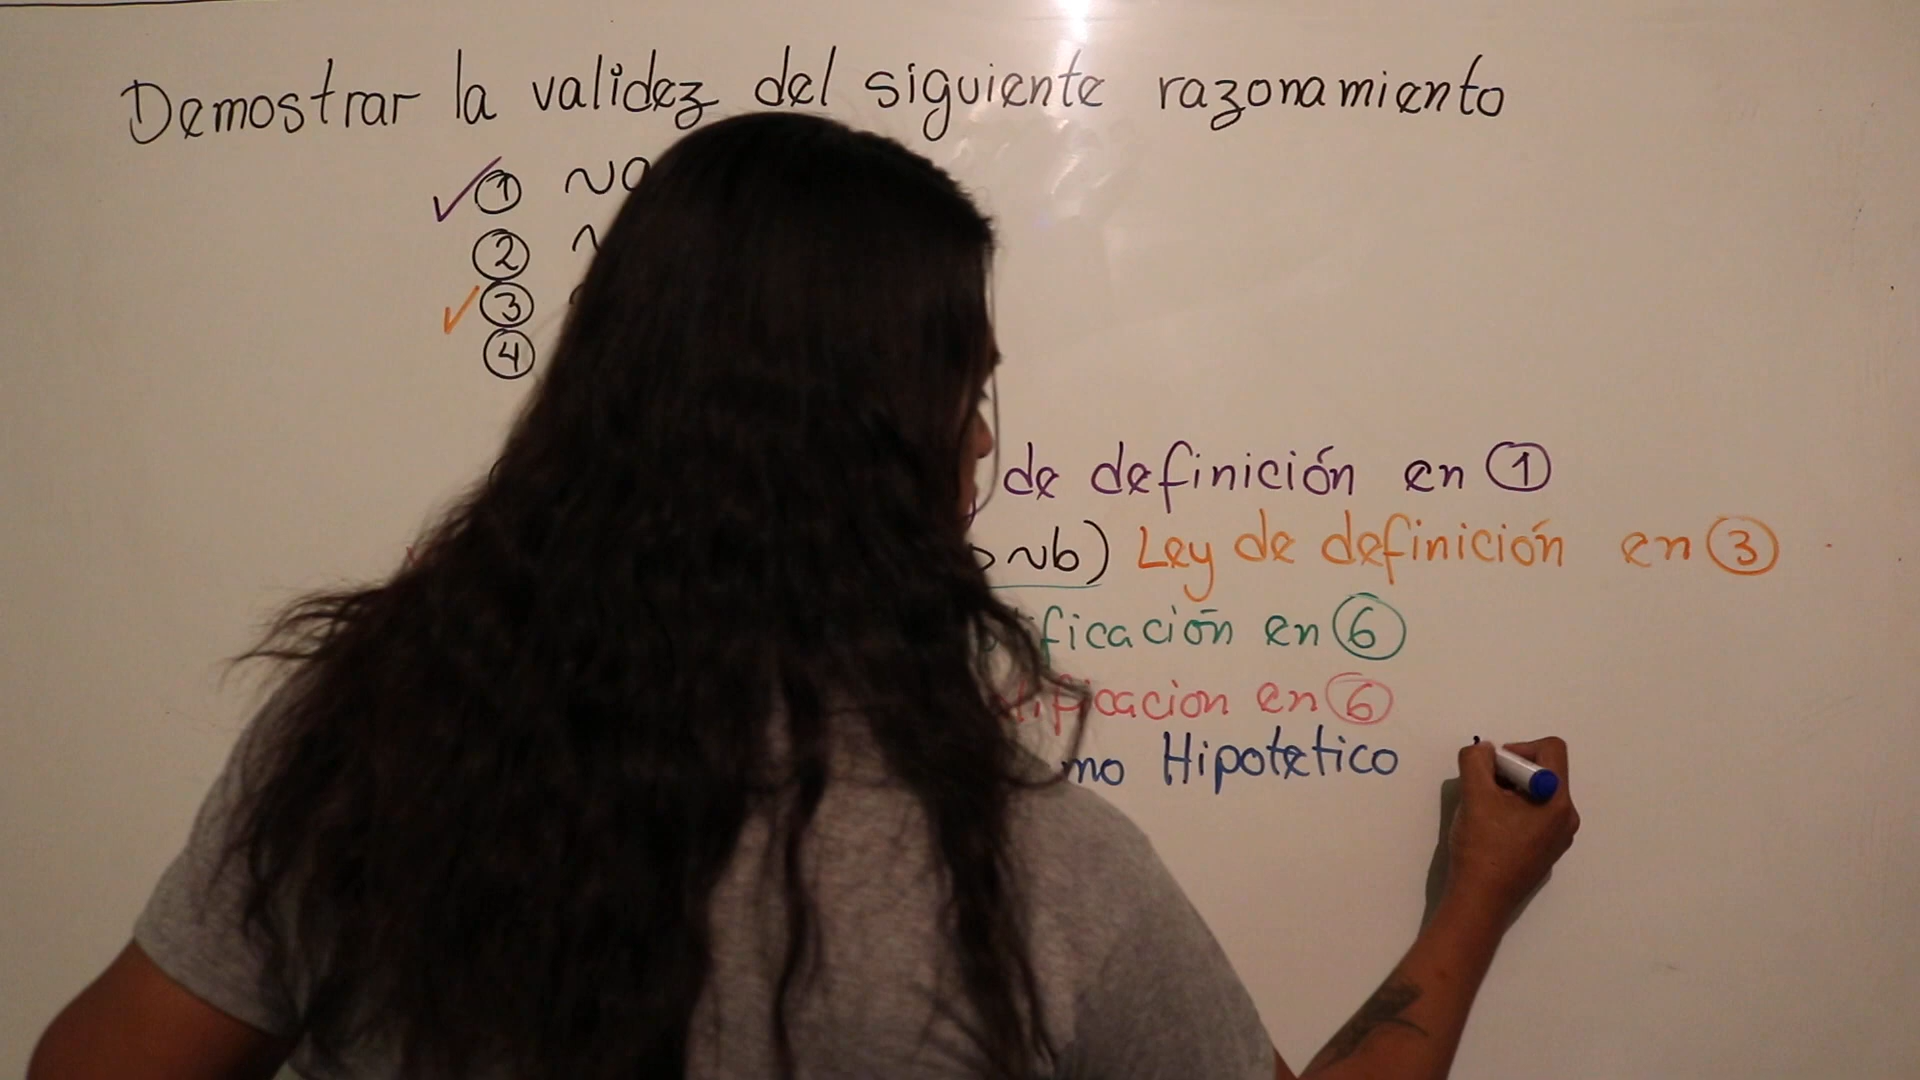 Demostrar la validez del siguiente razonamiento
①
②
③
④
de definición en ①
~b) Ley de definición en ③
ficación en ⑥
ificacion en ⑥
mo Hipotetico